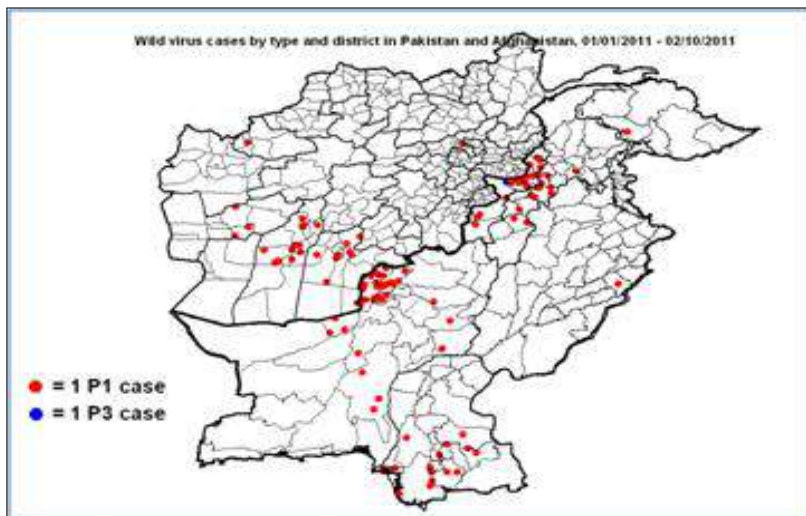 Wild virus cases by type and district in Pakistan and Afghanistan, 01/01/2011 - 02/10/2011
= 1 P1 case
= 1 P3 case